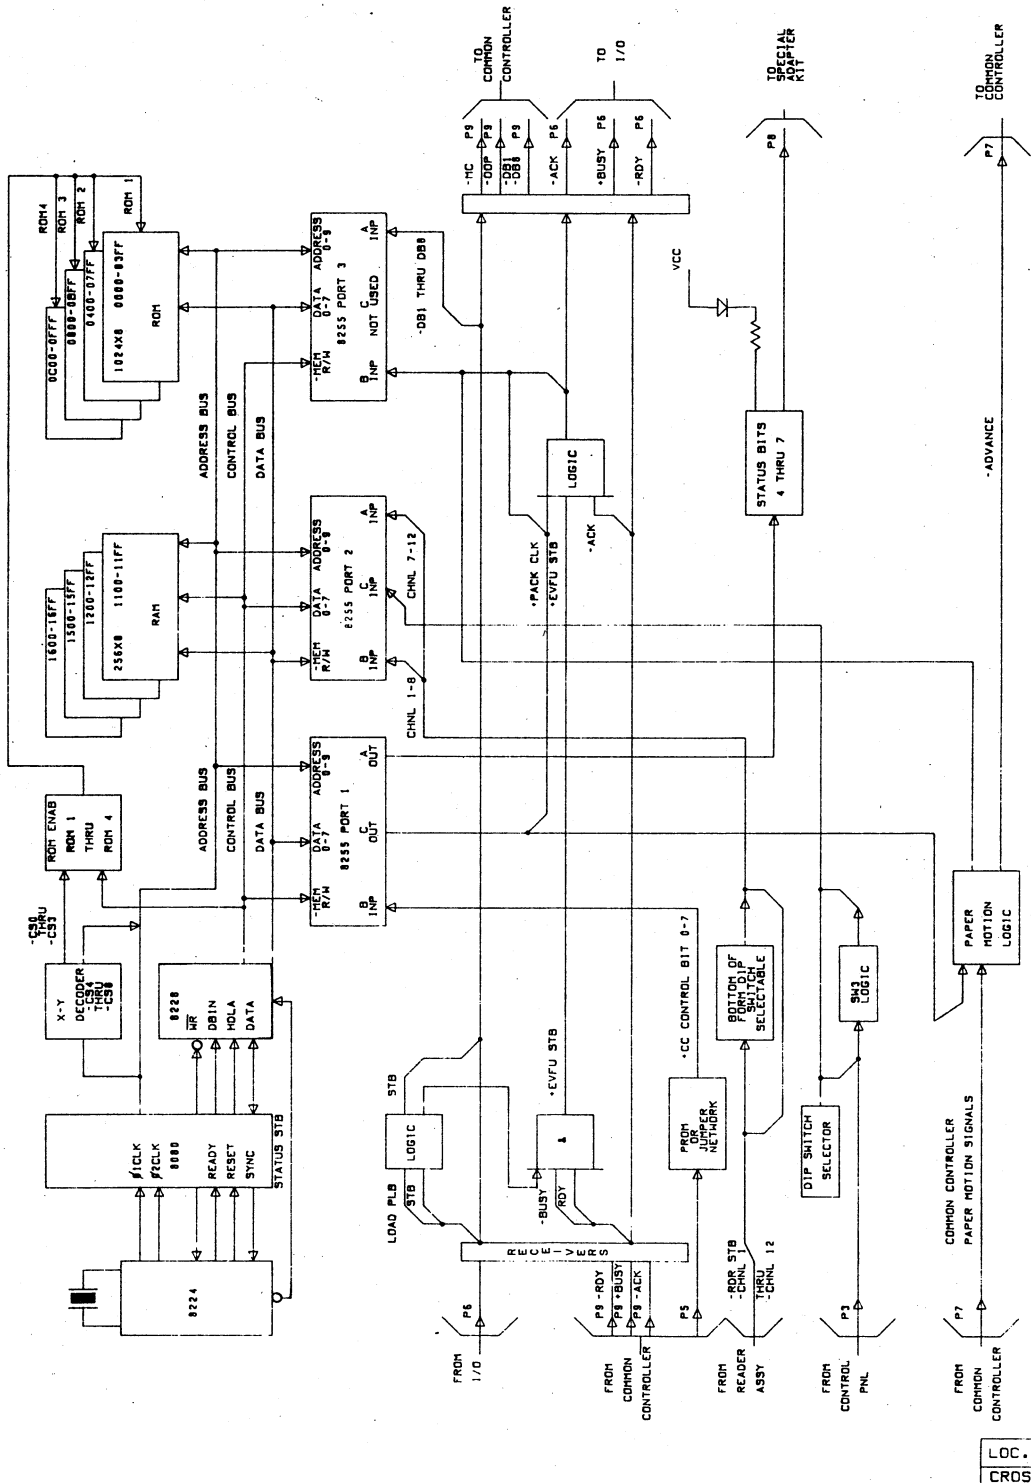 8224
Ø1CLK
Ø2CLK
8080
READY
RESET
SYNC
STATUS STB
X-Y
DECODER
-CS4
THRU
-CS8
-CS0
THRU
-CS3
8228
WR
DBIN
HDLA
DATA
ROM ENAB
ROM 1
THRU
ROM 4
ADDRESS BUS
CONTROL BUS
DATA BUS
1600-16FF
1500-15FF
1200-12FF
256X8 1100-11FF
RAM
ADDRESS BUS
CONTROL BUS
DATA BUS
0C00-0FFF
0800-0BFF
0400-07FF
1024X8 0000-03FF
ROM
ROM4
ROM 3
ROM 2
ROM 1
-MEM
R/W
DATA
0-7
ADDRESS
0-9
8255 PORT 1
B
INP
C
OUT
A
OUT
-MEM
R/W
DATA
0-7
ADDRESS
0-9
8255 PORT 2
B
INP
C
INP
A
INP
CHNL 1-8
CHNL 7-12
-MEM
R/W
DATA
0-7
ADDRESS
0-9
8255 PORT 3
B
INP
C
NOT USED
A
INP
-DB1 THRU DB8
FROM
I/O
P6
RECEIVERS
LOAD PLB
STB
LOGIC
STB
-BUSY
RDY
&
+EVFU STB
+PACK CLK
+EVFU STB
-ACK
LOGIC
-MC
-OOP
-DB1
-DB8
-ACK
+BUSY
-RDY
P9
P9
P9
P6
P6
P6
TO
COMMON
CONTROLLER
TO
I/O
FROM
COMMON
CONTROLLER
P9 -RDY
P9 +BUSY
P9 -ACK
P5
PROM
OR
JUMPER
NETWORK
+CC CONTROL BIT 0-7
FROM
READER
ASSY
-RDR STB
-CHNL 1
THRU
-CHNL 12
BOTTOM OF
FORM DIP
SWITCH
SELECTABLE
VCC
STATUS BITS
4 THRU 7
P8
TO
SPECIAL
ADAPTER
KIT
FROM
CONTROL
PNL
P3
DIP SWITCH
SELECTOR
SW3
LOGIC
FROM
COMMON
CONTROLLER
P7
COMMON CONTROLLER
PAPER MOTION SIGNALS
PAPER
MOTION
LOGIC
-ADVANCE
P7
TO
COMMON
CONTROLLER
LOC.
CROS